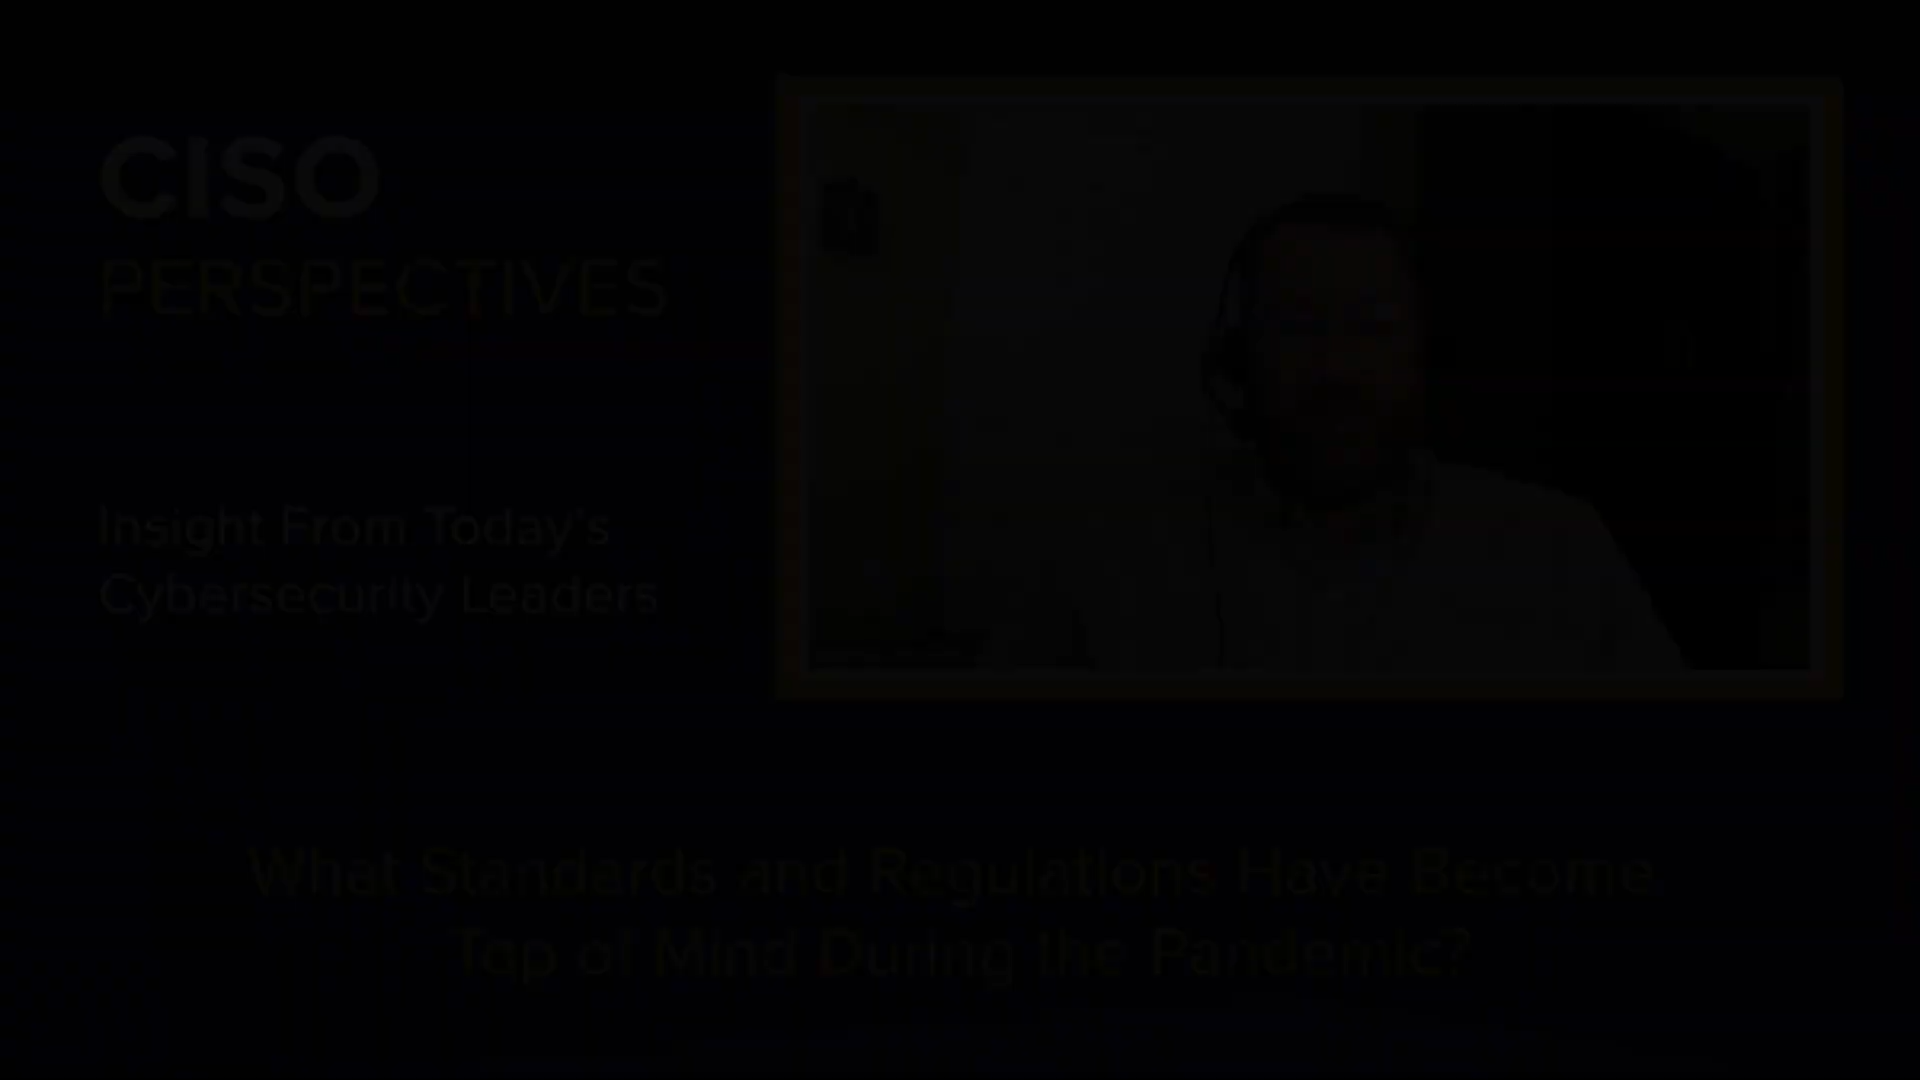 CISO
PERSPECTIVES
Insight From Today's
Cybersecurity Leaders
What Standards and Regulations Have Become
Top of Mind During the Pandemic?